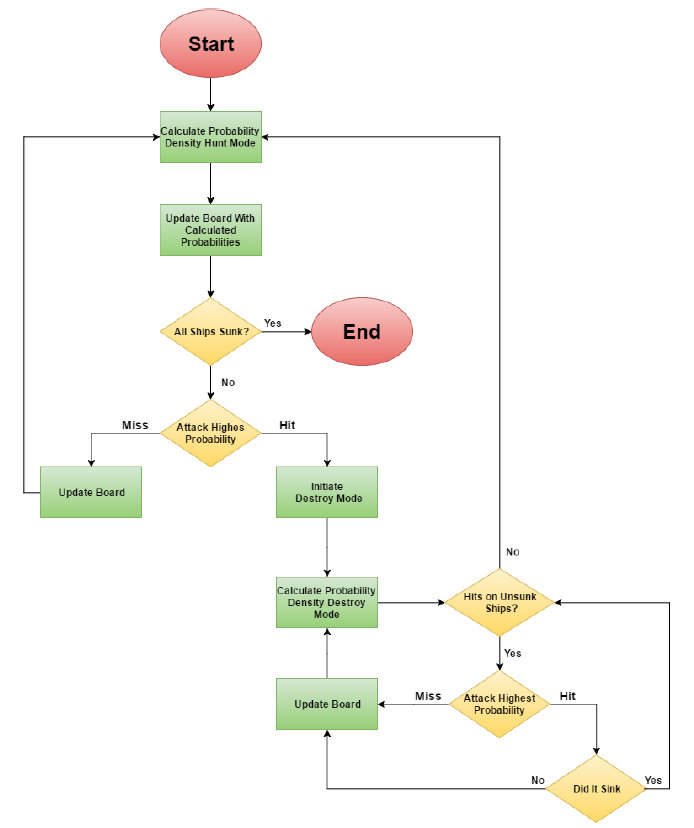 Start
Calculate Probability
Density Hunt Mode
Update Board With
Calculated
Probabilities
All Ships Sunk?
Yes
End
No
Miss
Attack Highes
Probability
Hit
Update Board
Initiate
Destroy Mode
No
Calculate Probability
Density Destroy
Mode
Hits on Unsunk
Ships?
Yes
Update Board
Miss
Attack Highest
Probability
Hit
No
Did It Sink
Yes